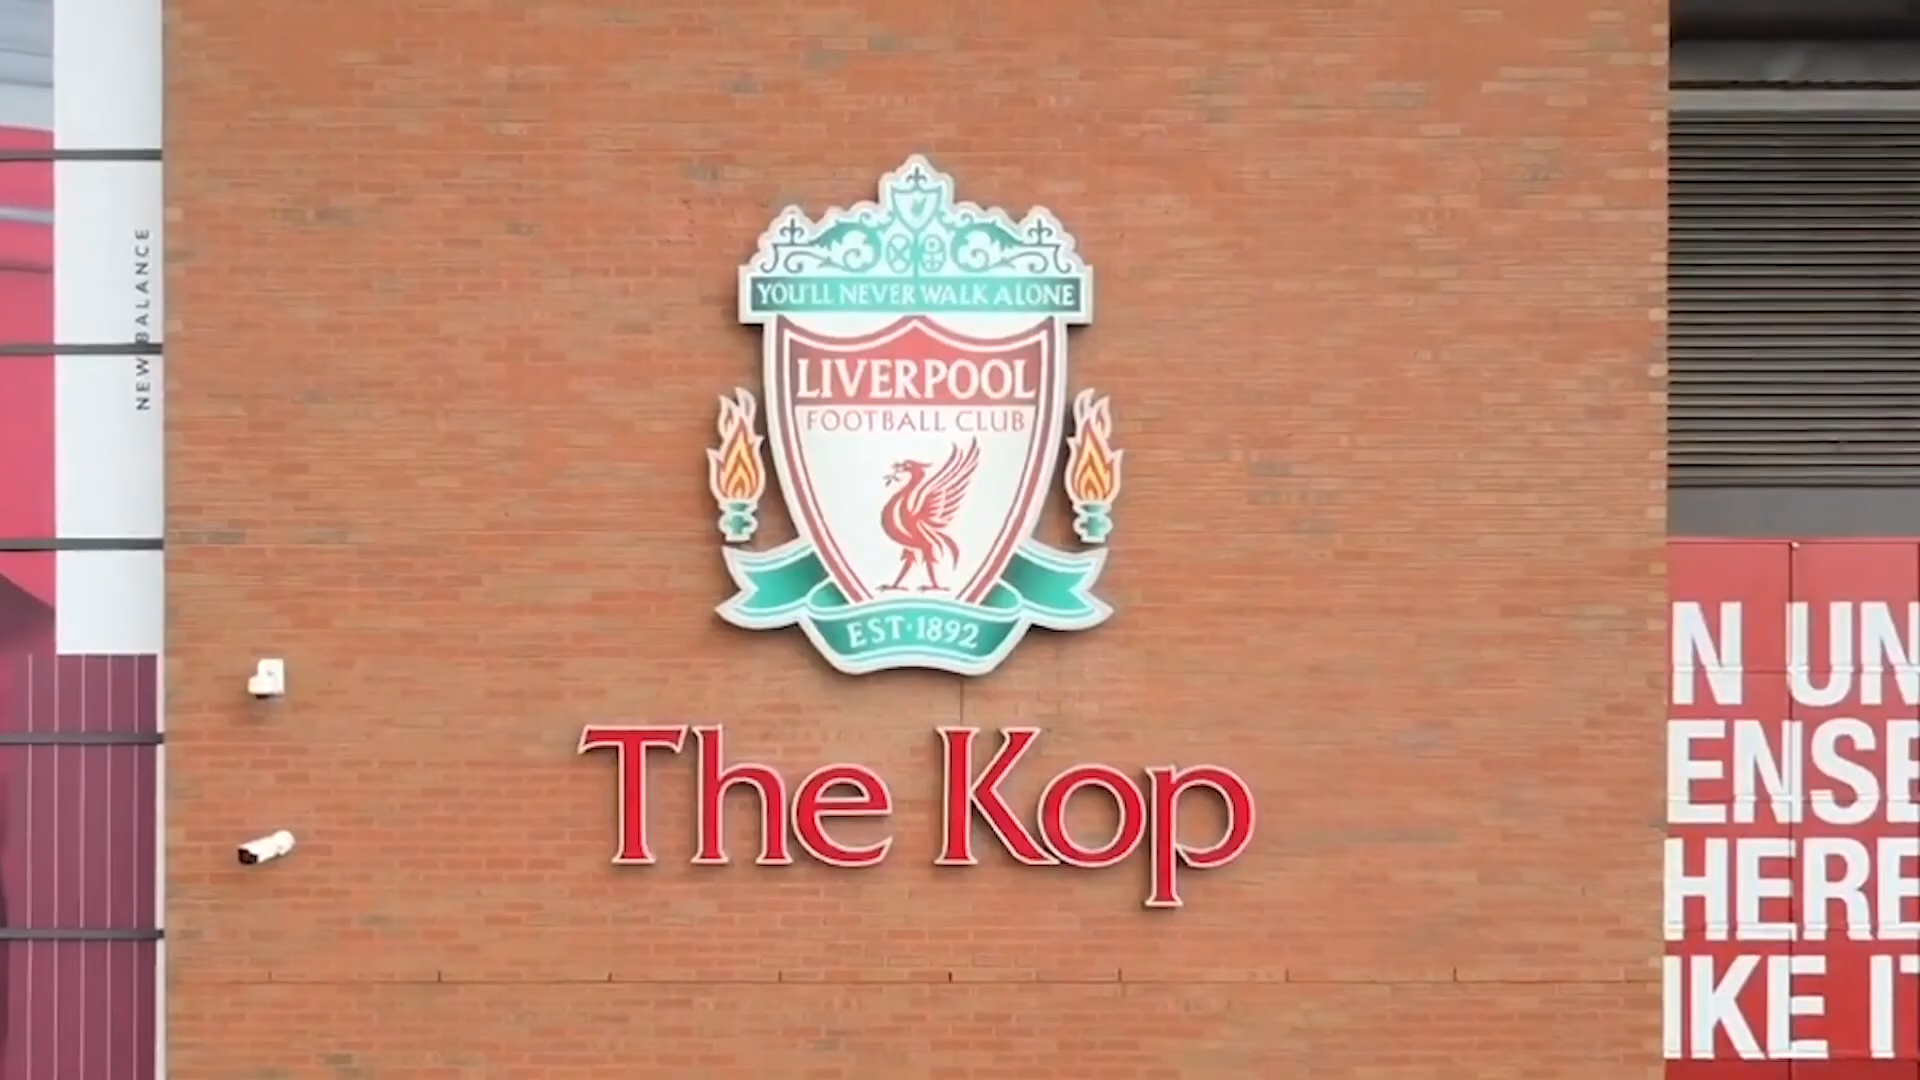 NEW BALANCE
YOU'LL NEVER WALK ALONE
LIVERPOOL
FOOTBALL CLUB
EST·1892
The Kop
N UN
ENSE
HERE
IKE IT